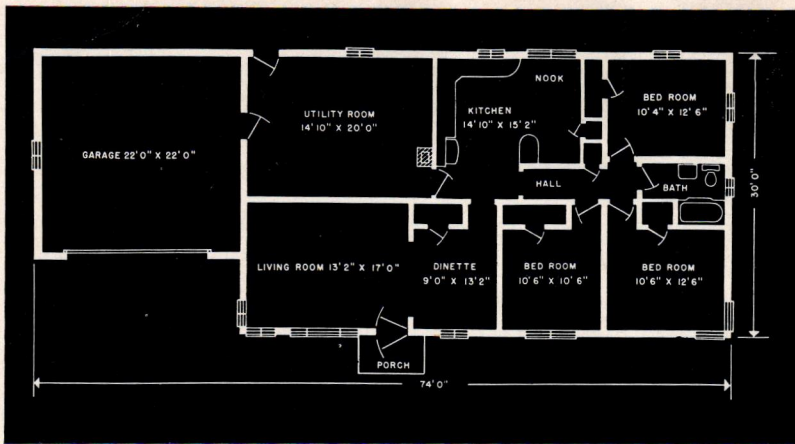 NOOK
BED ROOM
10'4" X 12'6"
UTILITY ROOM
14'10" X 20'0"
KITCHEN
14'10" X 15'2"
GARAGE 22'0" X 22'0"
HALL
BATH
30'0"
LIVING ROOM 13'2" X 17'0"
DINETTE
9'0" X 13'2"
BED ROOM
10'6" X 10'6"
BED ROOM
10'6" X 12'6"
PORCH
74'0"